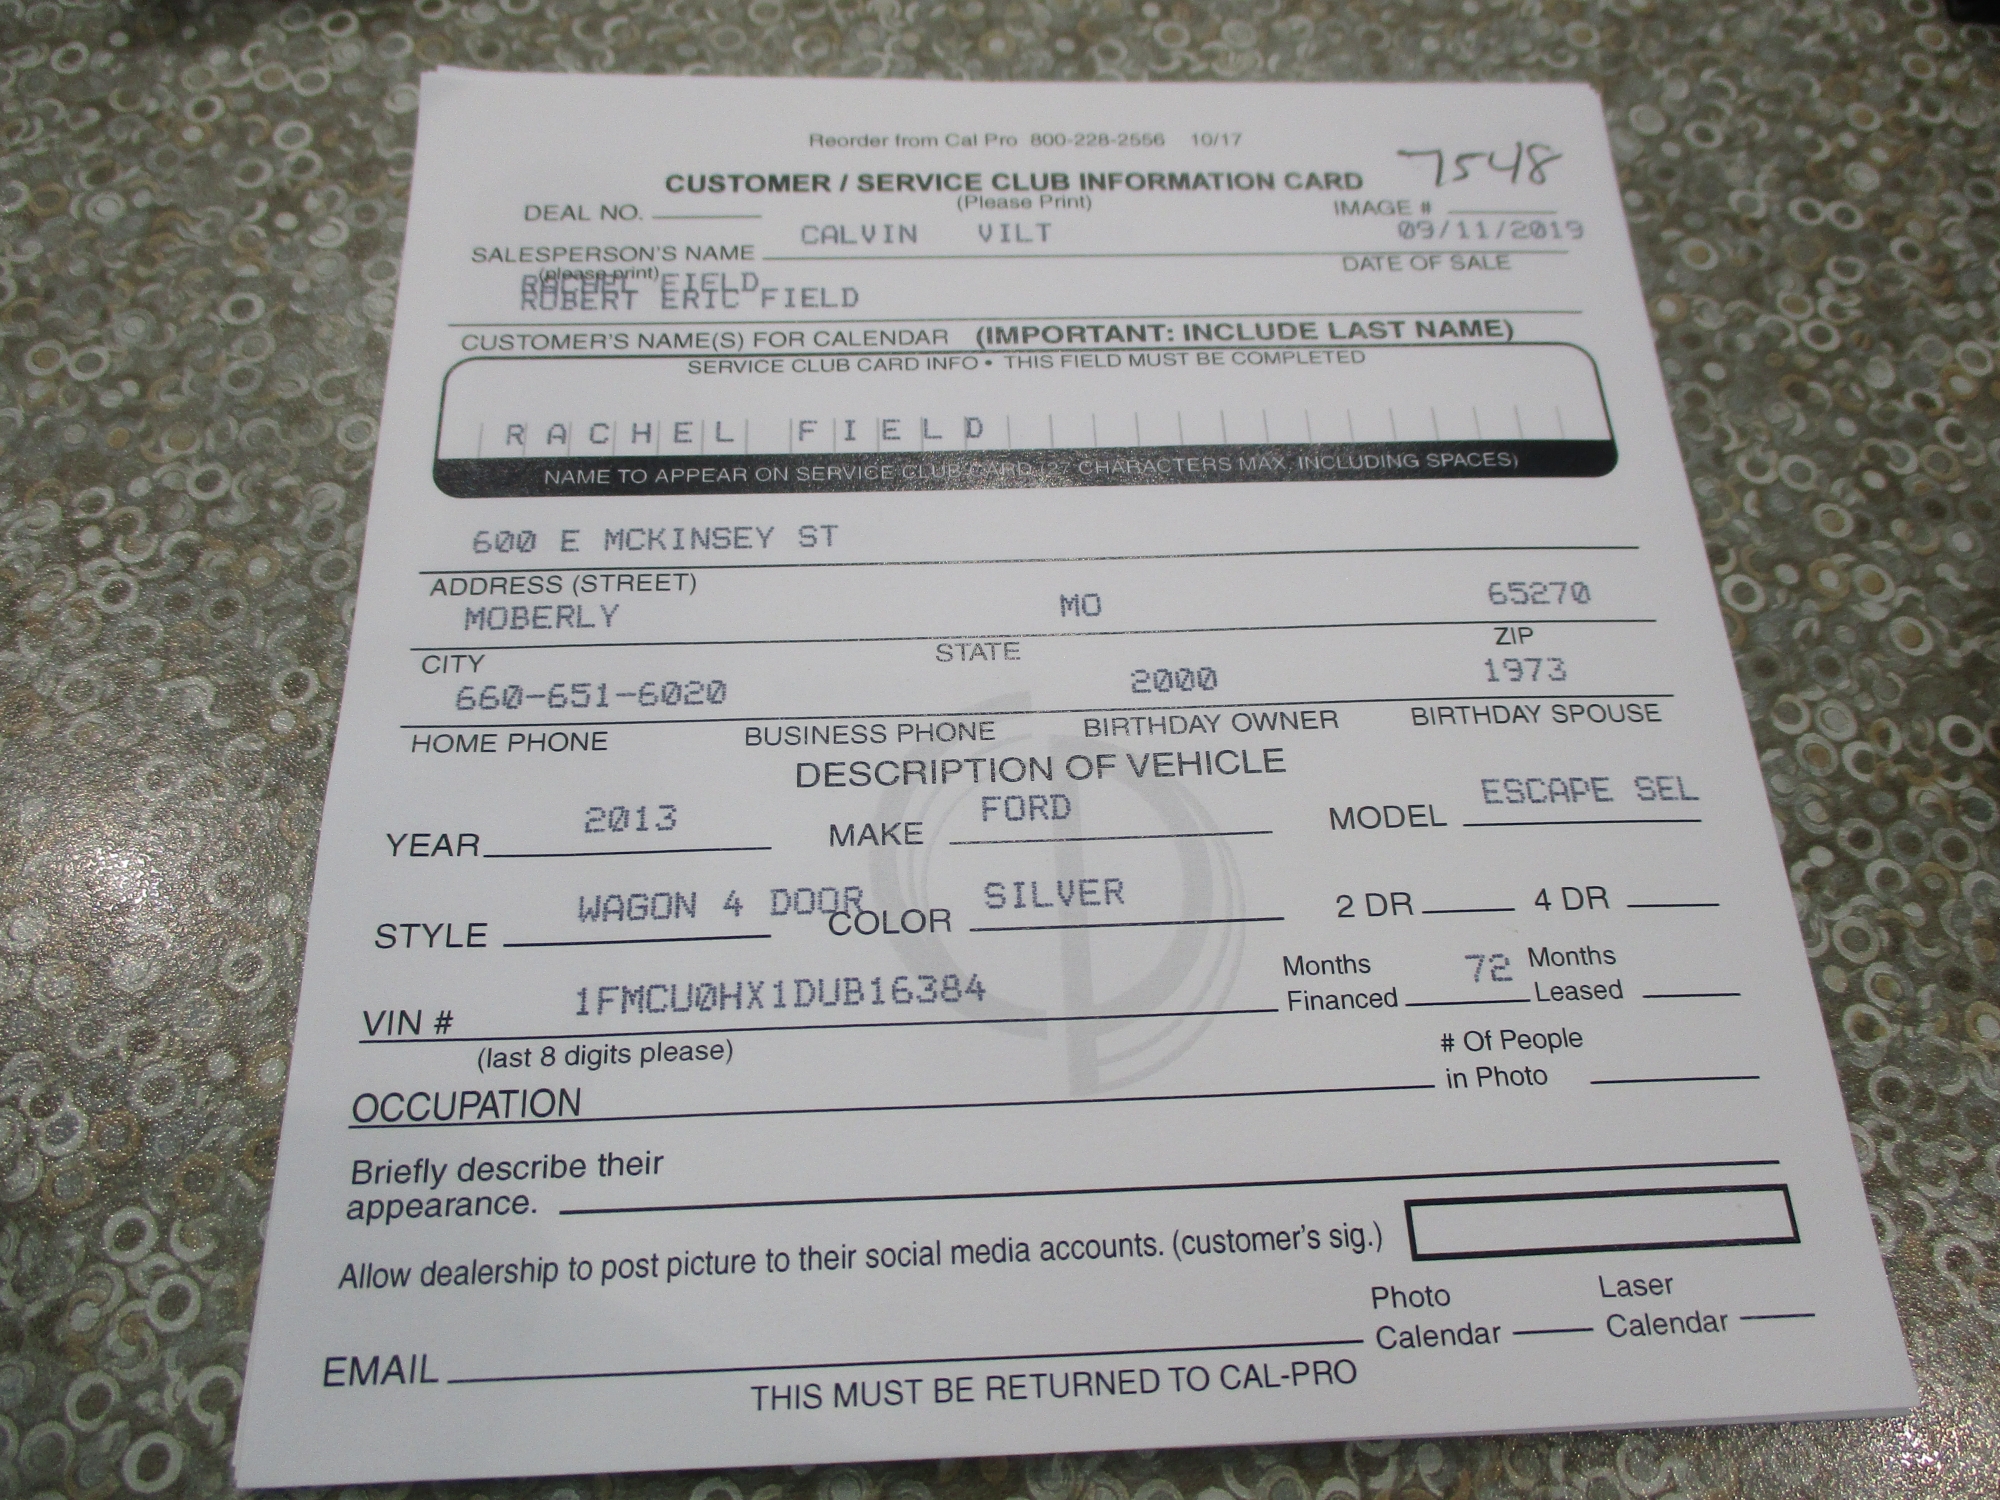 Reorder from Cal Pro 800-228-2556 10/17
7548
CUSTOMER / SERVICE CLUB INFORMATION CARD
(Please Print)
DEAL NO. IMAGE #
CALVIN VILT 09/11/2019
SALESPERSON'S NAME DATE OF SALE
(please print)
RACHEL FIELD
ROBERT ERIC FIELD
CUSTOMER'S NAME(S) FOR CALENDAR (IMPORTANT: INCLUDE LAST NAME)
SERVICE CLUB CARD INFO • THIS FIELD MUST BE COMPLETED
RACHEL FIELD
NAME TO APPEAR ON SERVICE CLUB CARD (27 CHARACTERS MAX, INCLUDING SPACES)
600 E MCKINSEY ST
ADDRESS (STREET)
MOBERLY MO 65270
CITY STATE ZIP
660-651-6020 2000 1973
HOME PHONE BUSINESS PHONE BIRTHDAY OWNER BIRTHDAY SPOUSE
DESCRIPTION OF VEHICLE
YEAR 2013 MAKE FORD MODEL ESCAPE SEL
STYLE WAGON 4 DOOR COLOR SILVER 2 DR 4 DR
VIN # 1FMCU0HX1DUB16384 Months Financed 72 Months Leased
(last 8 digits please)
OCCUPATION # Of People in Photo
Briefly describe their
appearance.
Allow dealership to post picture to their social media accounts. (customer's sig.)
EMAIL Photo Calendar Laser Calendar
THIS MUST BE RETURNED TO CAL-PRO